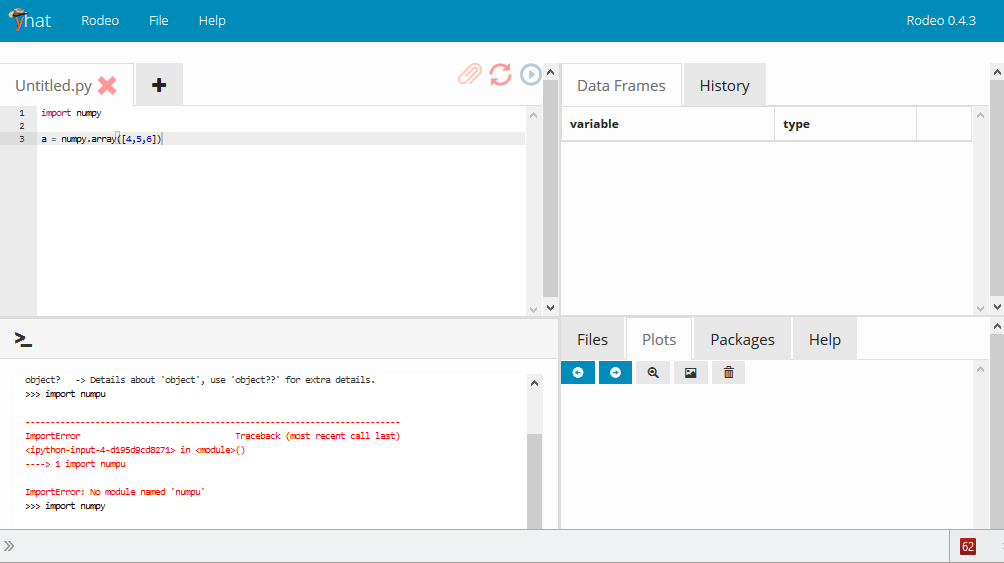 yhat Rodeo File Help Rodeo 0.4.3
Untitled.py
Data Frames History
1 import numpy
2
3 a = numpy.array([4,5,6])
variable type
>_
object? -> Details about 'object', use 'object??' for extra details.
>>> import numpu
---------------------------------------------------------------------------
ImportError Traceback (most recent call last)
<ipython-input-4-d195d9cd8271> in <module>()
----> 1 import numpu
ImportError: No module named 'numpu'
>>> import numpy
Files Plots Packages Help
62